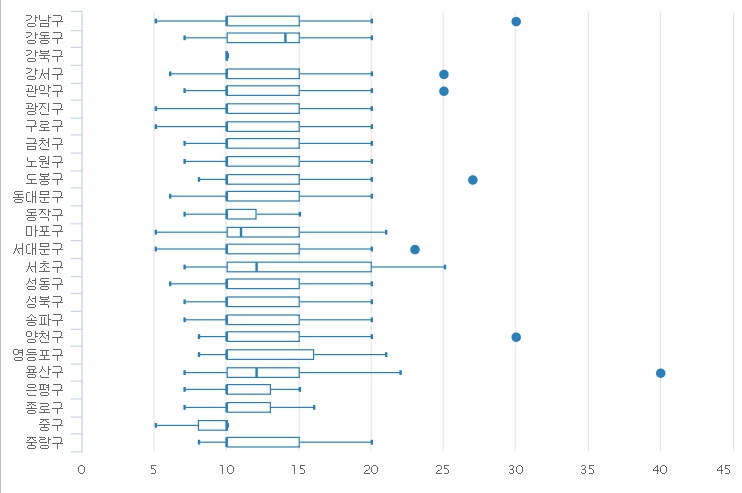 강남구
강동구
강북구
강서구
관악구
광진구
구로구
금천구
노원구
도봉구
동대문구
동작구
마포구
서대문구
서초구
성동구
성북구
송파구
양천구
영등포구
용산구
은평구
종로구
중구
중랑구
0 5 10 15 20 25 30 35 40 45